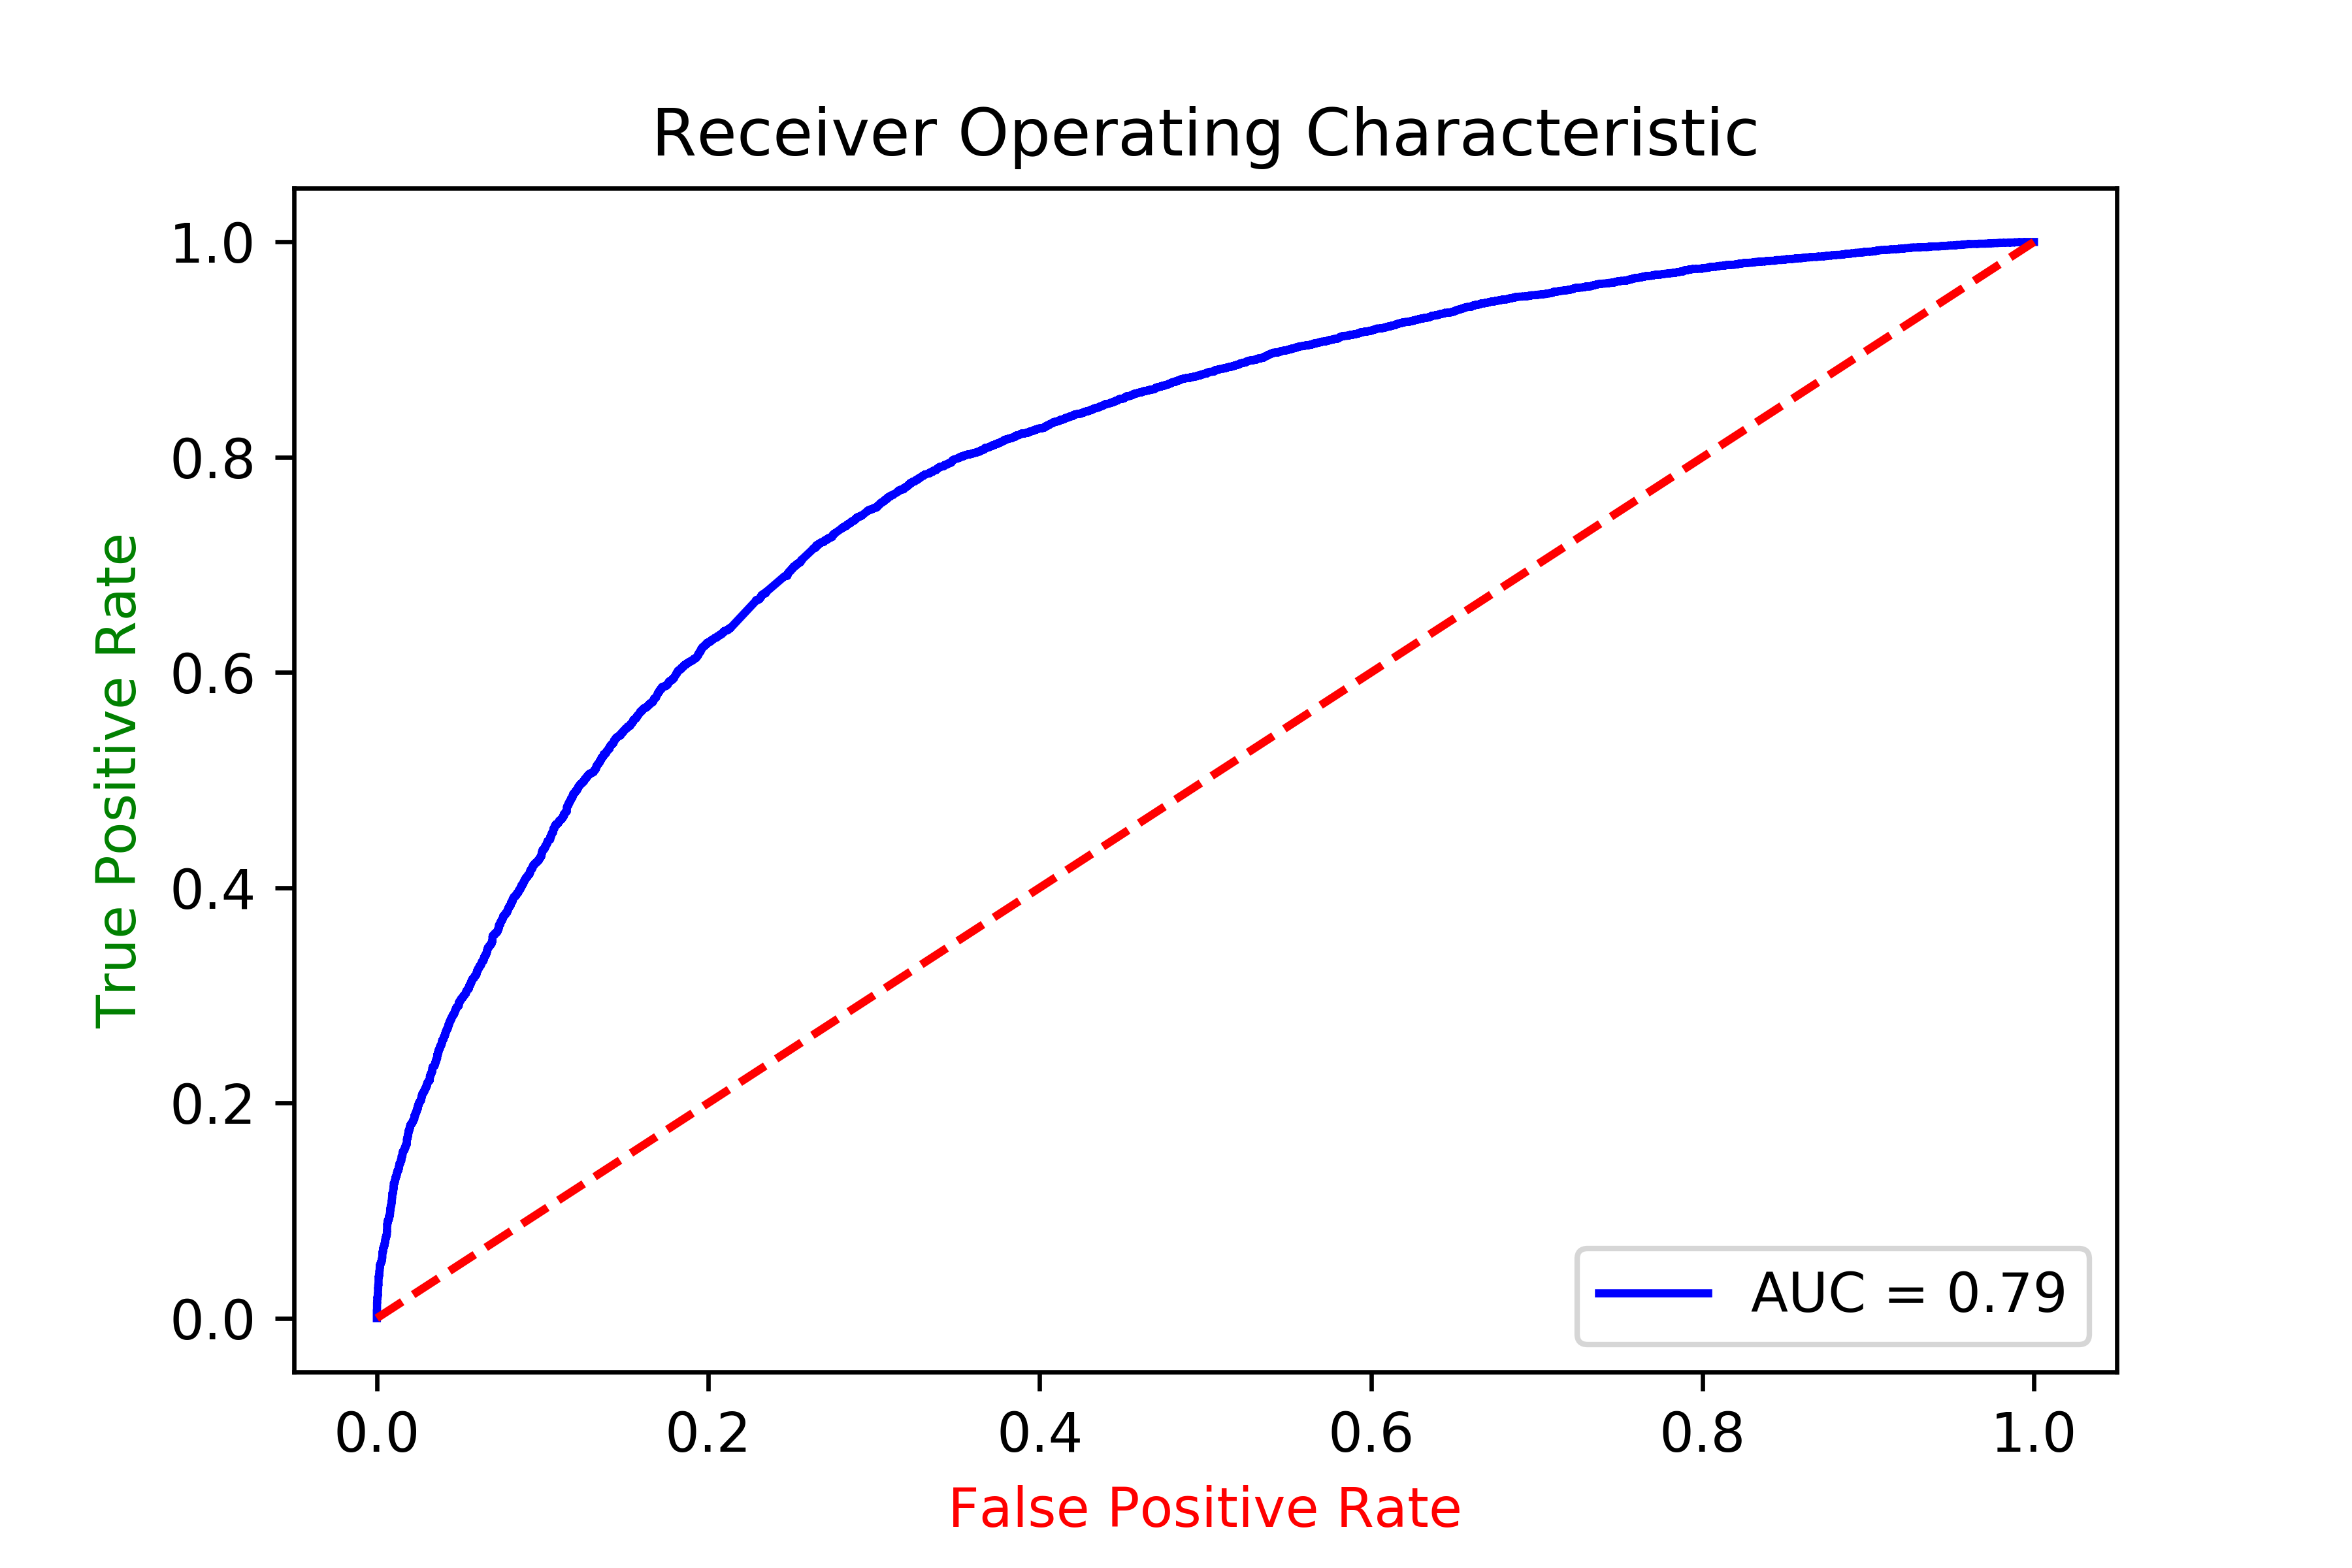 Receiver Operating Characteristic
True Positive Rate
1.0
0.8
0.6
0.4
0.2
0.0
AUC = 0.79
0.0 0.2 0.4 0.6 0.8 1.0
False Positive Rate